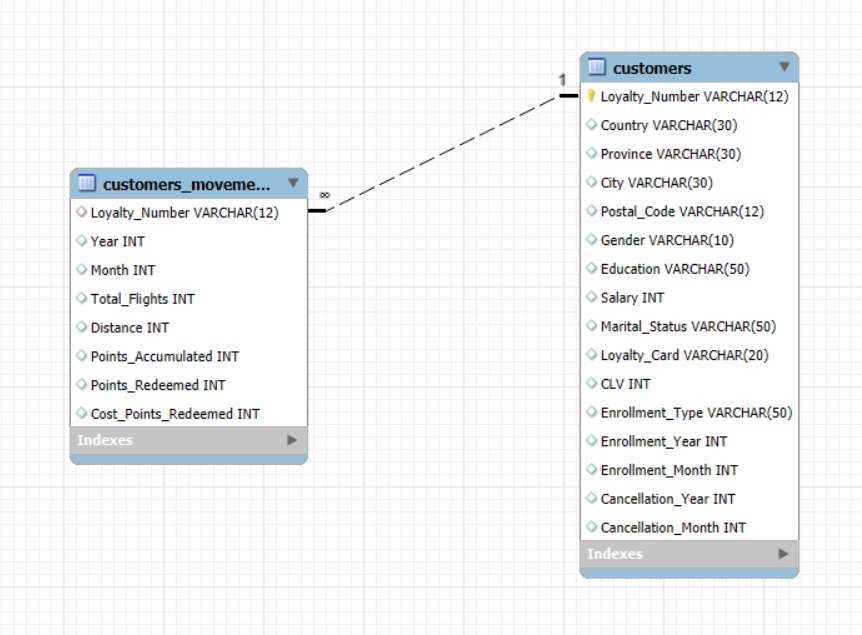 customers_moveme...
Loyalty_Number VARCHAR(12)
Year INT
Month INT
Total_Flights INT
Distance INT
Points_Accumulated INT
Points_Redeemed INT
Cost_Points_Redeemed INT
Indexes
∞
1
customers
Loyalty_Number VARCHAR(12)
Country VARCHAR(30)
Province VARCHAR(30)
City VARCHAR(30)
Postal_Code VARCHAR(12)
Gender VARCHAR(10)
Education VARCHAR(50)
Salary INT
Marital_Status VARCHAR(50)
Loyalty_Card VARCHAR(20)
CLV INT
Enrollment_Type VARCHAR(50)
Enrollment_Year INT
Enrollment_Month INT
Cancellation_Year INT
Cancellation_Month INT
Indexes